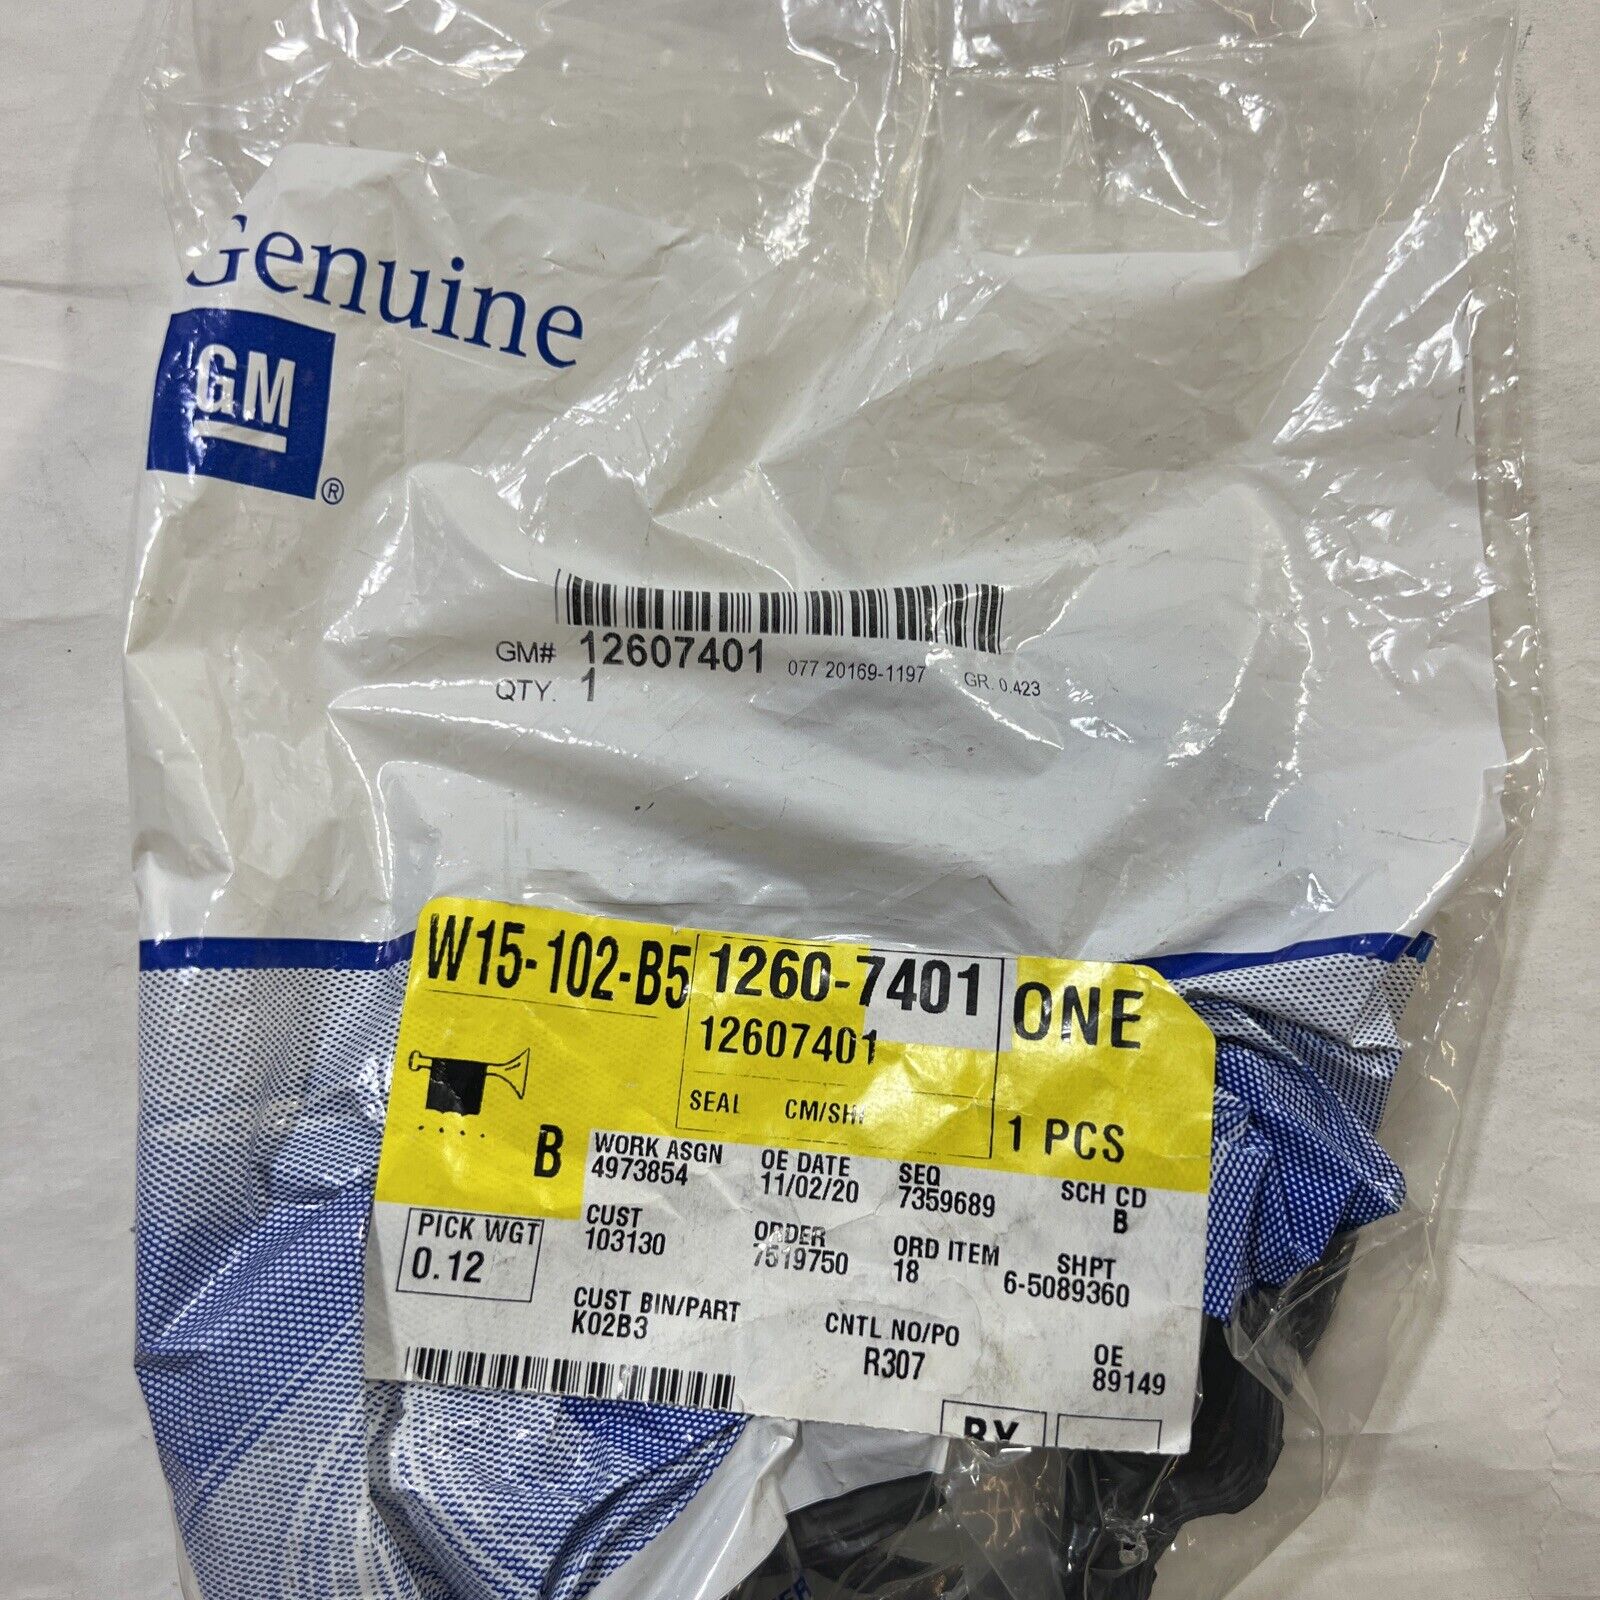 Genuine
GM
®
GM# 12607401 077 20169-1197 GR. 0.423
QTY. 1
W15-102-B5 1260-7401 ONE
12607401
SEAL CM/SH
B 1 PCS
WORK ASGN OE DATE SEQ SCH CD
4973854 11/02/20 7359689 B
PICK WGT CUST ORDER ORD ITEM SHPT
0.12 103130 7519750 18 6-5089360
CUST BIN/PART CNTL NO/PO OE
K02B3 R307 89149